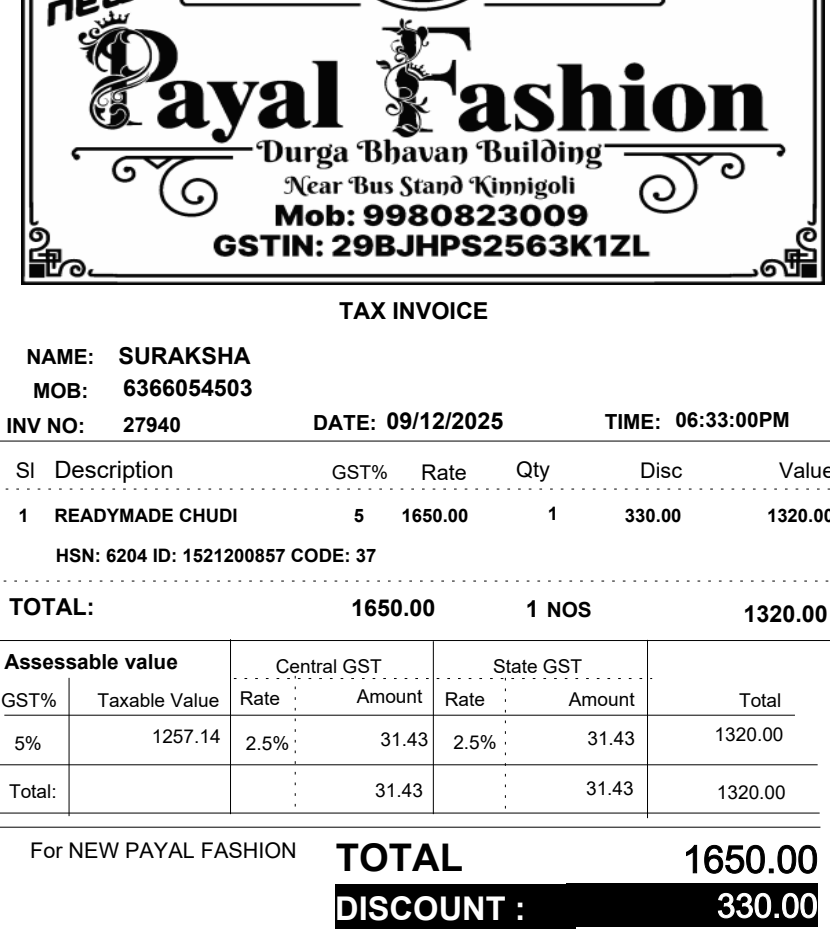 new
Payal Fashion
Durga Bhavan Building
Near Bus Stand Kinnigoli
Mob: 9980823009
GSTIN: 29BJHPS2563K1ZL
TAX INVOICE
NAME: SURAKSHA
MOB: 6366054503
INV NO: 27940 DATE: 09/12/2025 TIME: 06:33:00PM
Sl Description GST% Rate Qty Disc Value
1 READYMADE CHUDI 5 1650.00 1 330.00 1320.00
HSN: 6204 ID: 1521200857 CODE: 37
TOTAL: 1650.00 1 NOS 1320.00
Assessable value Central GST State GST
GST% Taxable Value Rate Amount Rate Amount Total
5% 1257.14 2.5% 31.43 2.5% 31.43 1320.00
Total: 31.43 31.43 1320.00
For NEW PAYAL FASHION TOTAL 1650.00
DISCOUNT : 330.00